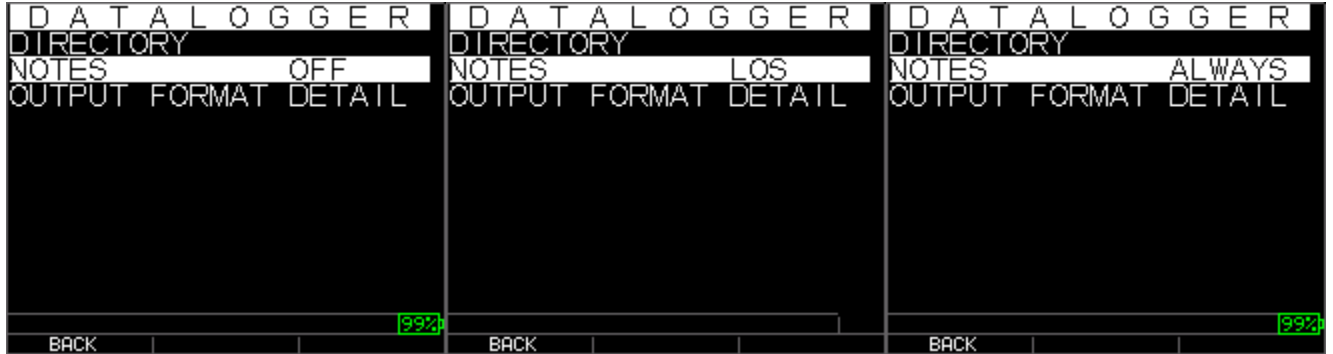 DATALOGGER
DIRECTORY
NOTES OFF
OUTPUT FORMAT DETAIL
99%
BACK
DATALOGGER
DIRECTORY
NOTES LOS
OUTPUT FORMAT DETAIL
BACK
DATALOGGER
DIRECTORY
NOTES ALWAYS
OUTPUT FORMAT DETAIL
99%
BACK